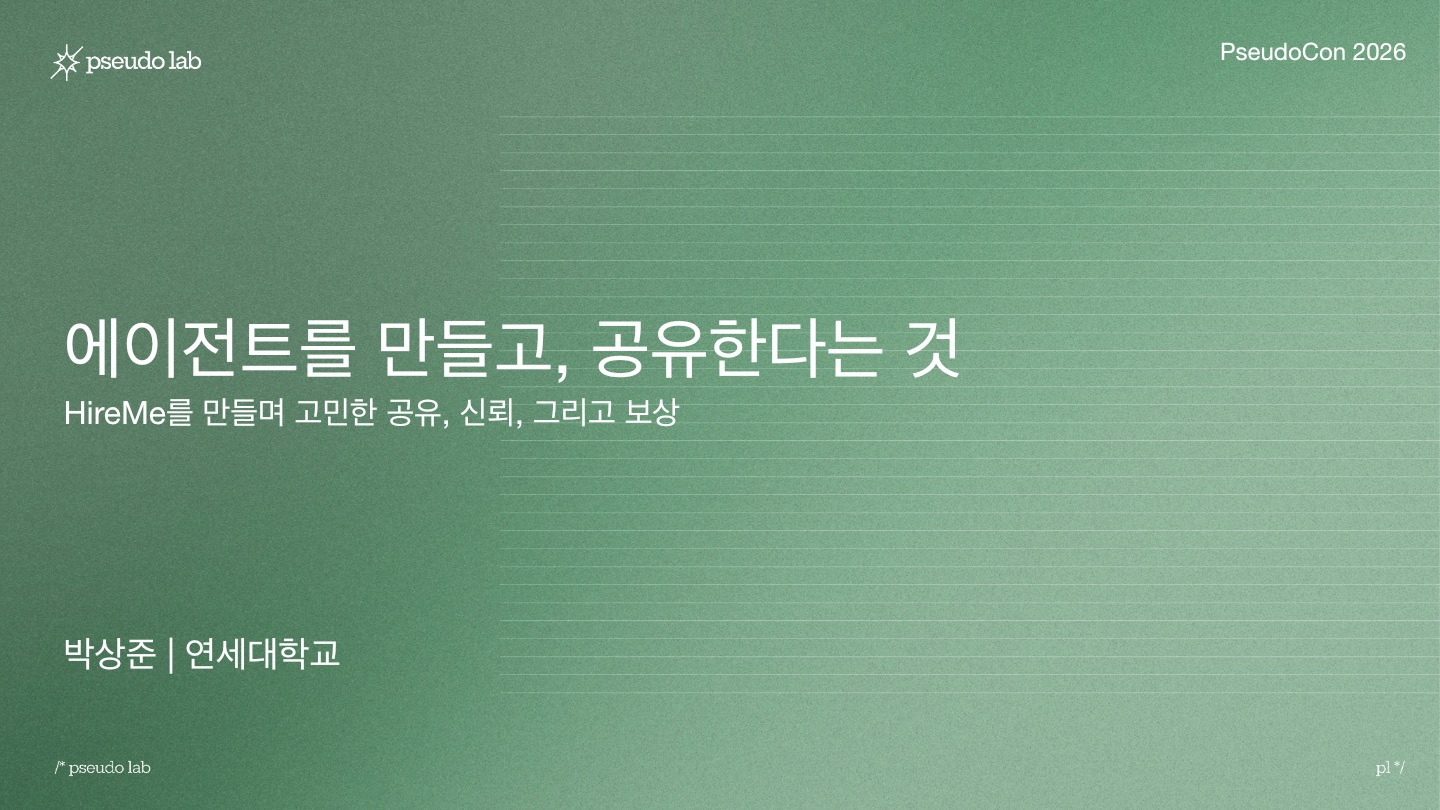 pseudo lab
PseudoCon 2026
에이전트를 만들고, 공유한다는 것
HireMe를 만들며 고민한 공유, 신뢰, 그리고 보상
박상준 | 연세대학교
/* pseudo lab
pl */